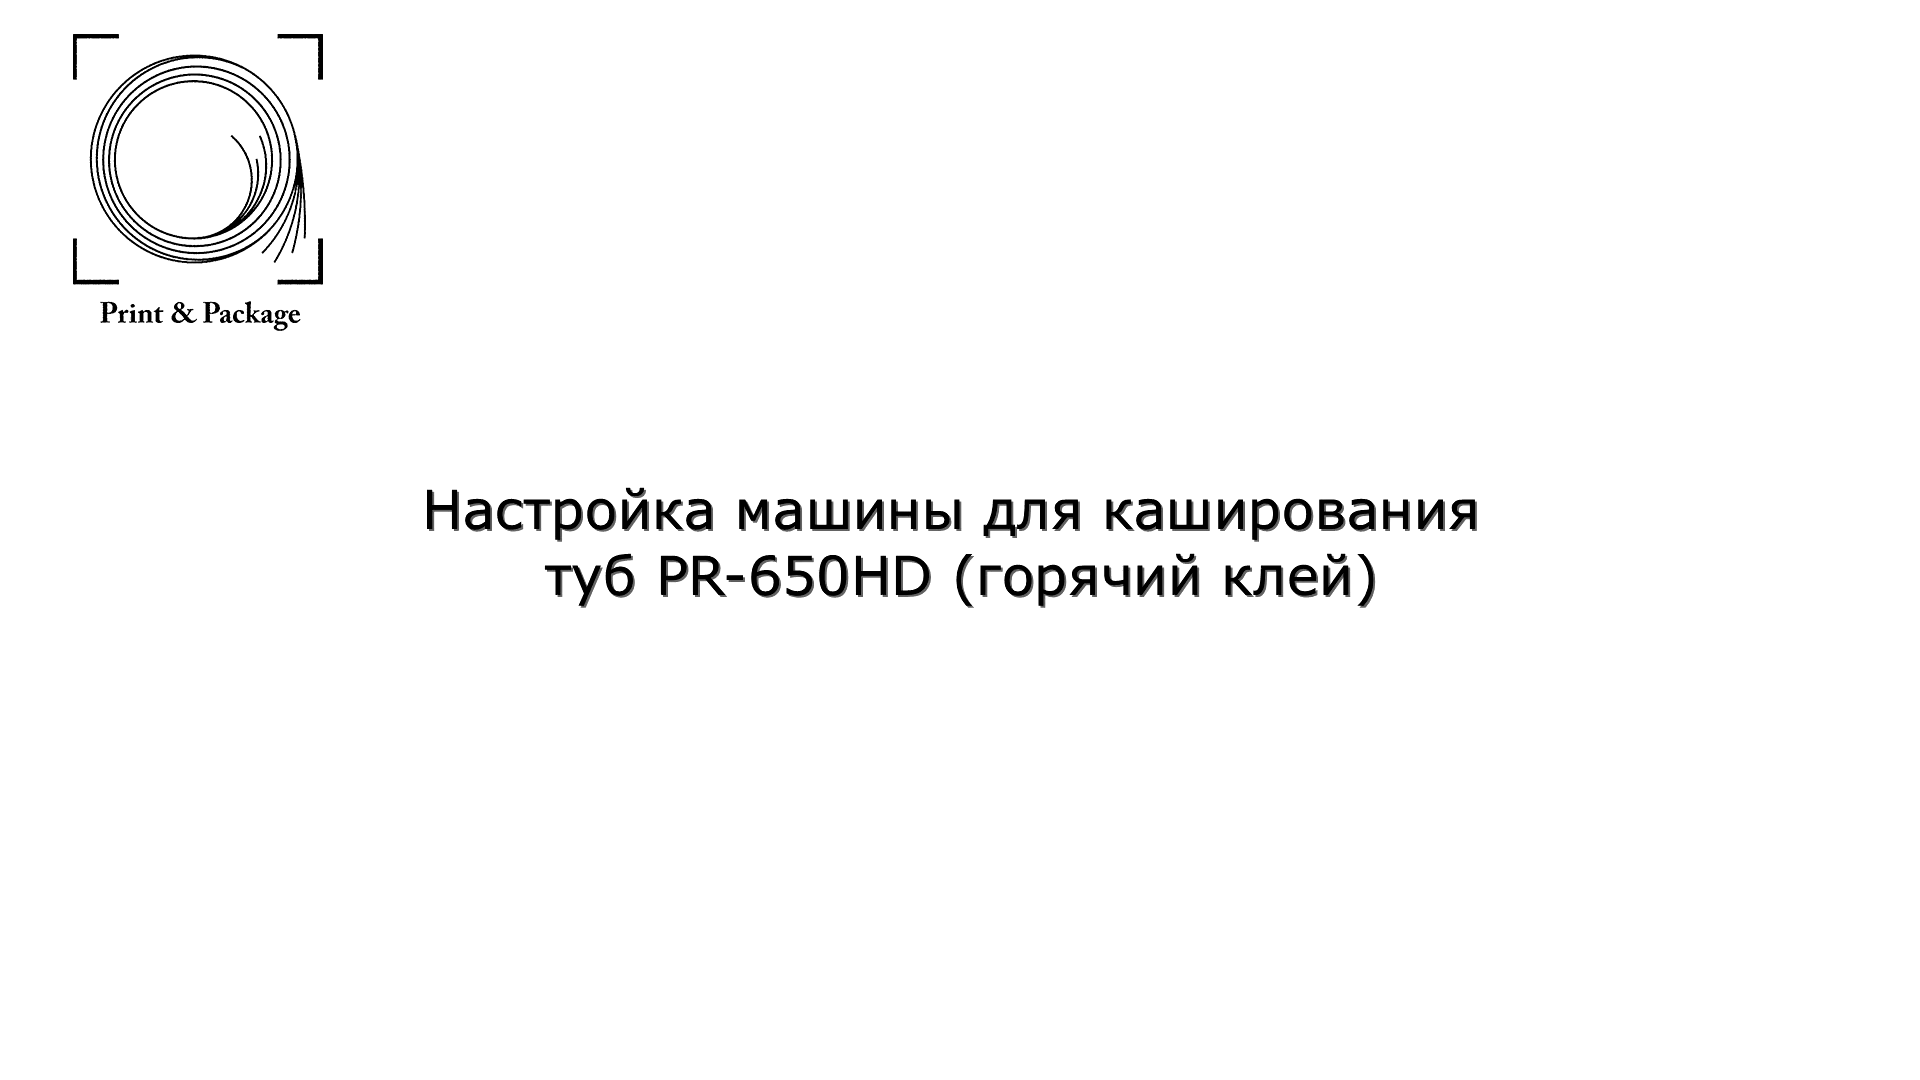 Print & Package
Настройка машины для каширования
туб PR-650HD (горячий клей)